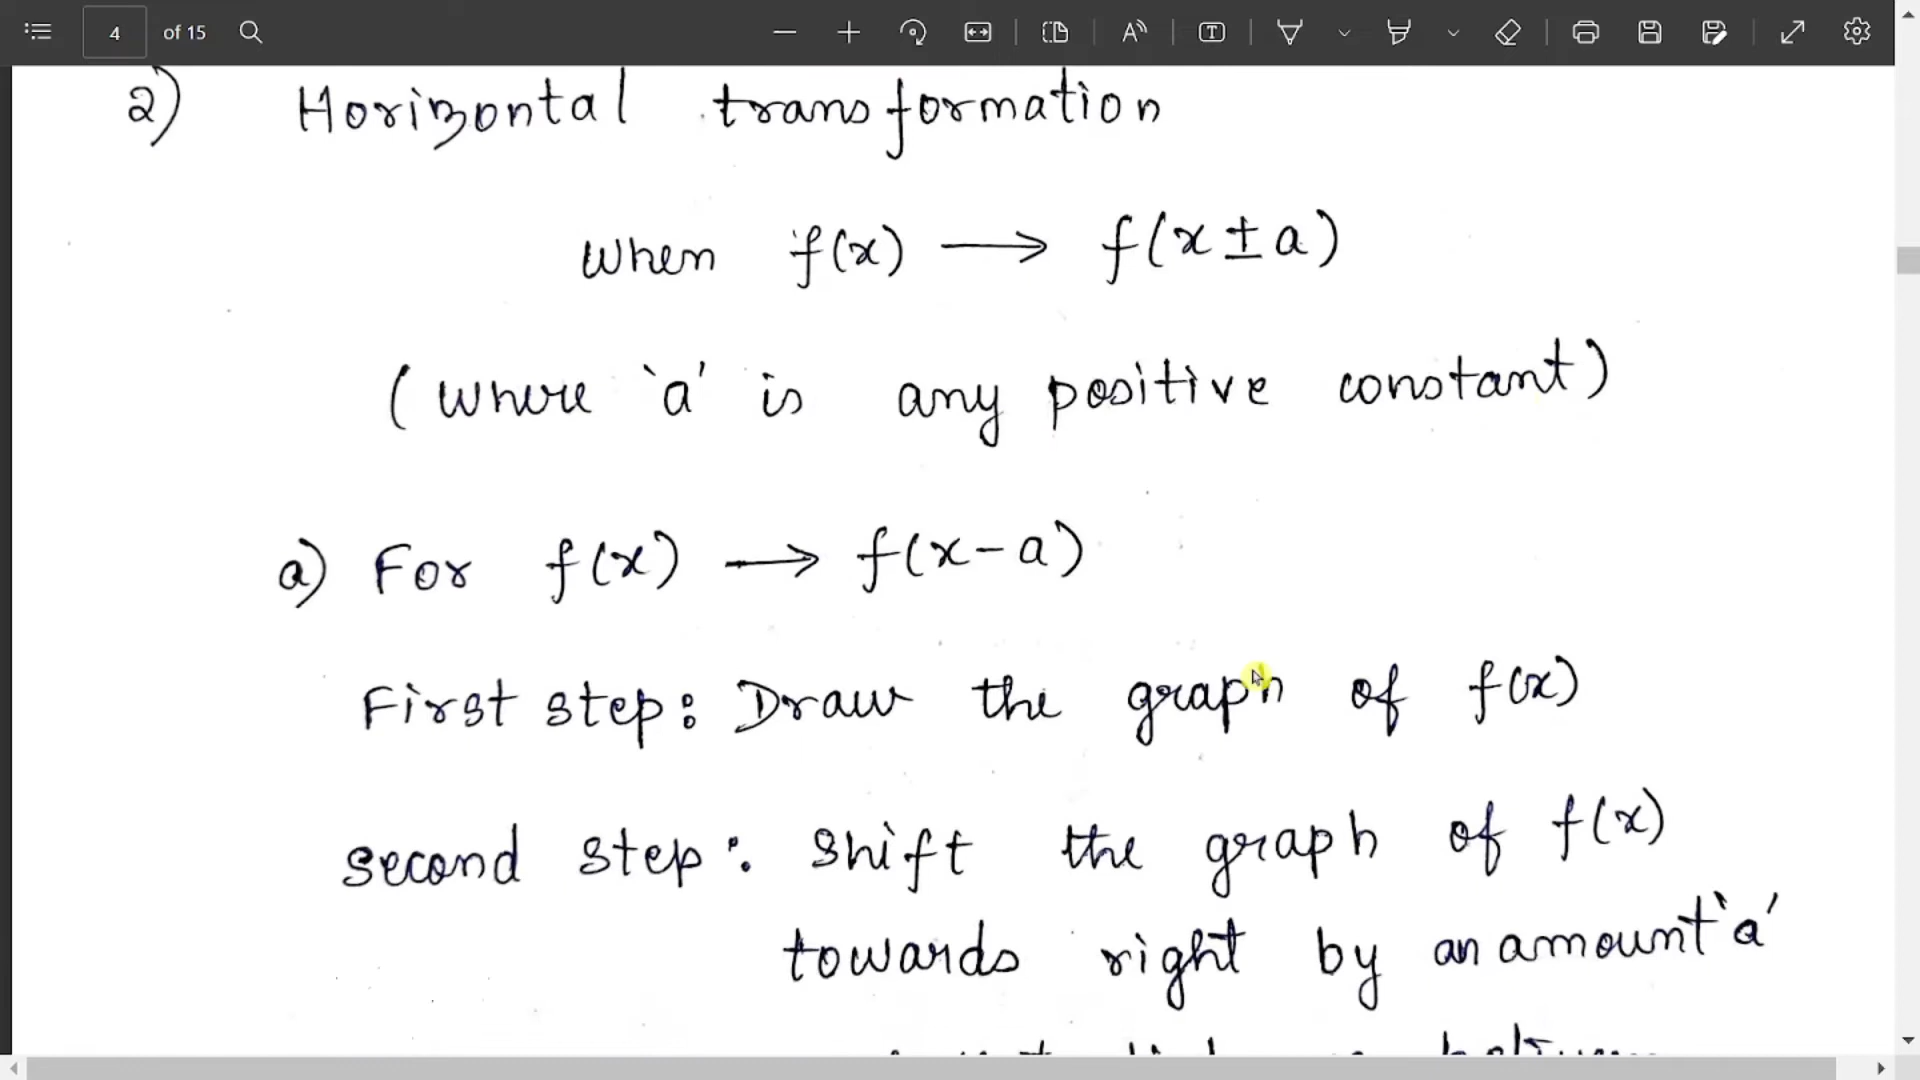 4 of 15
2) Horizontal transformation
when f(x) → f(x ± a)
(where 'a' is any positive constant)
a) For f(x) → f(x - a)
First step: Draw the graph of f(x)
second step: shift the graph of f(x)
towards right by an amount 'a'